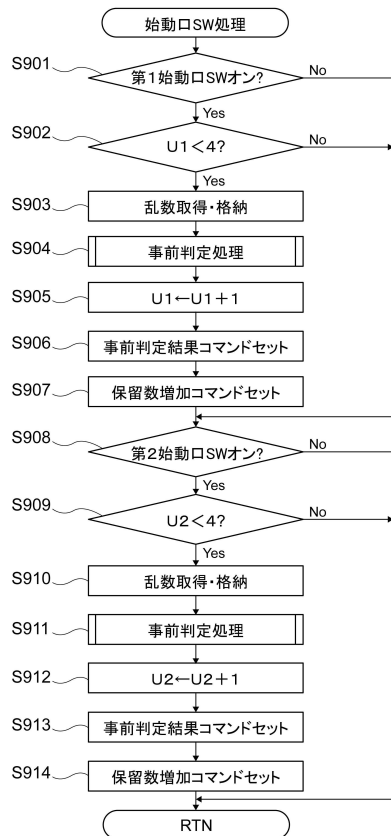 始動口SW処理
S901
第1始動口SWオン?
No
Yes
S902
U1<4?
No
Yes
S903
乱数取得・格納
S904
事前判定処理
S905
U1←U1+1
S906
事前判定結果コマンドセット
S907
保留数増加コマンドセット
S908
第2始動口SWオン?
No
Yes
S909
U2<4?
No
Yes
S910
乱数取得・格納
S911
事前判定処理
S912
U2←U2+1
S913
事前判定結果コマンドセット
S914
保留数増加コマンドセット
RTN